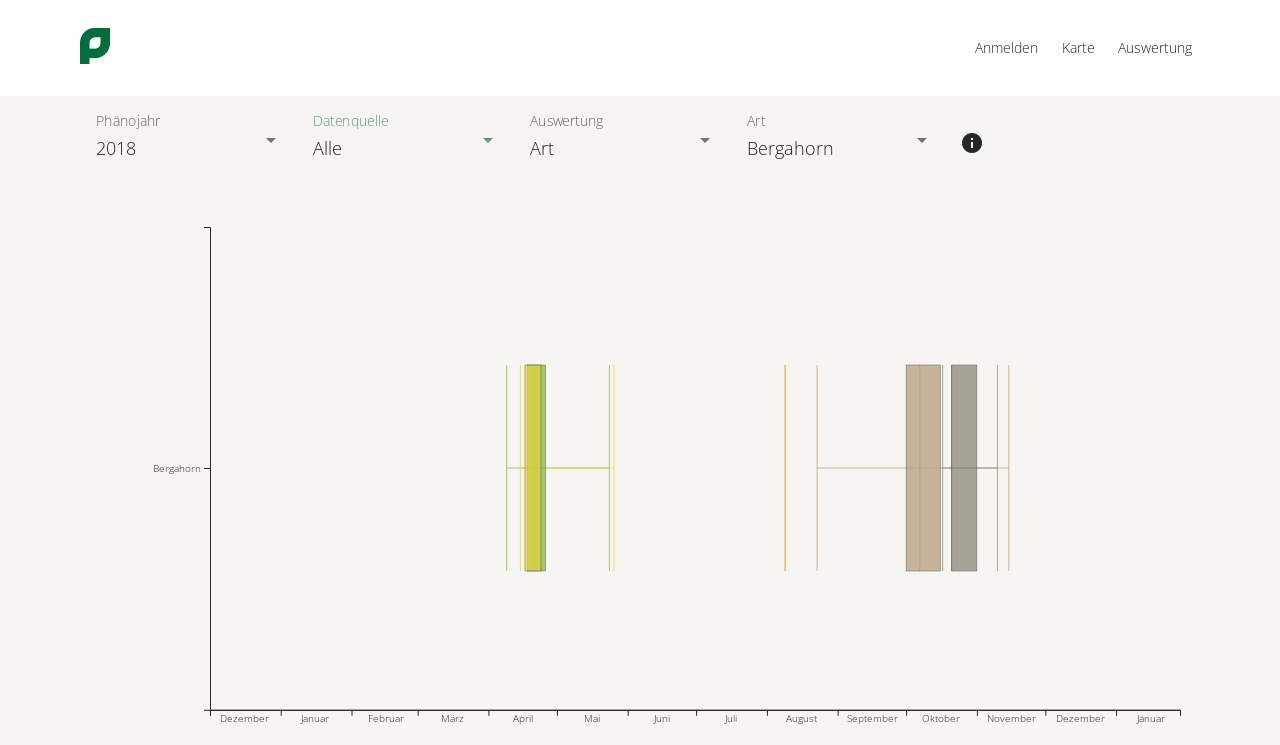 Anmelden Karte Auswertung
Phänojahr Datenquelle Auswertung Art
2018 Alle Art Bergahorn
Bergahorn
Dezember Januar Februar März April Mai Juni Juli August September Oktober November Dezember Januar